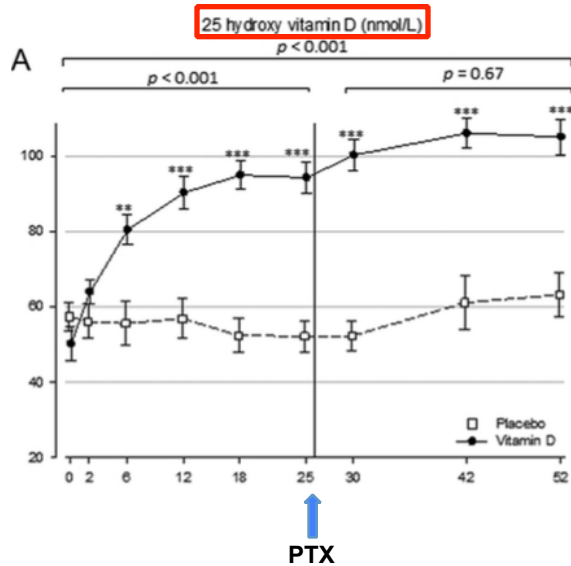 25 hydroxy vitamin D (nmol/L)
p < 0.001
A
p < 0.001
p = 0.67
** *** *** *** *** *** ***
100
80
60
40
20
Placebo
Vitamin D
0 2 6 12 18 25 30 42 52
PTX